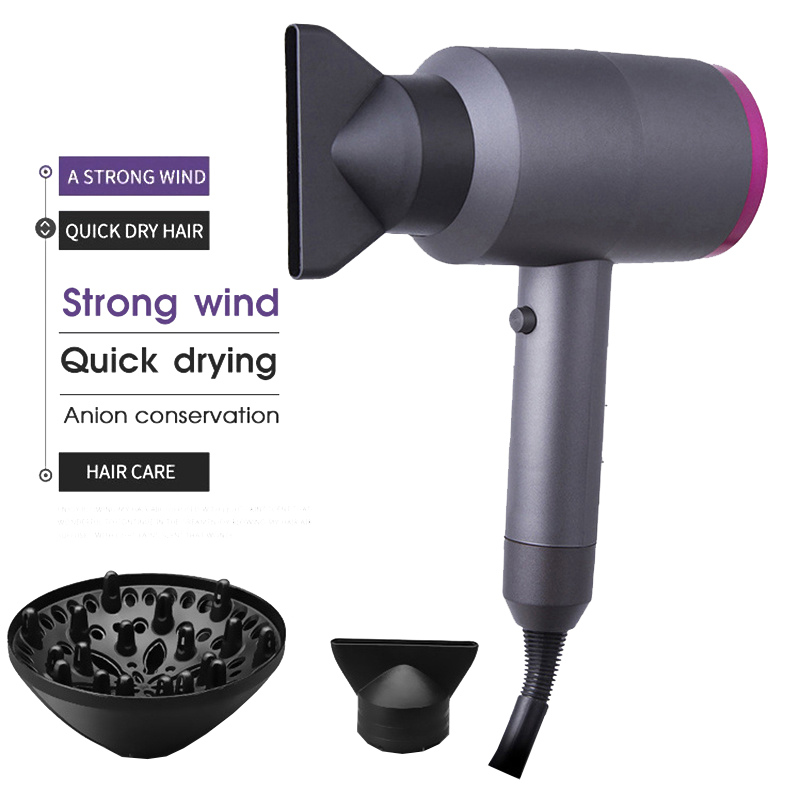 A STRONG WIND
QUICK DRY HAIR
Strong wind
Quick drying
Anion conservation
HAIR CARE